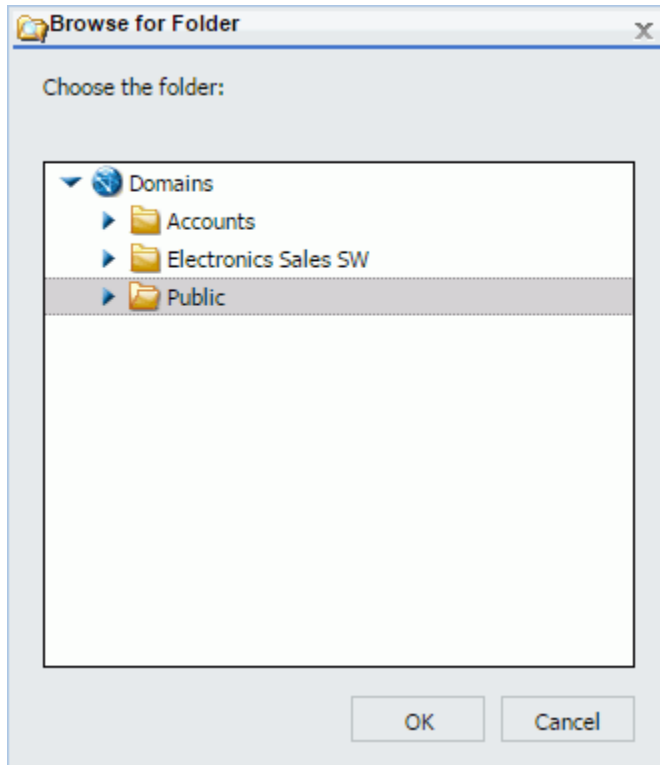 Browse for Folder
Choose the folder:
Domains
Accounts
Electronics Sales SW
Public
OK Cancel